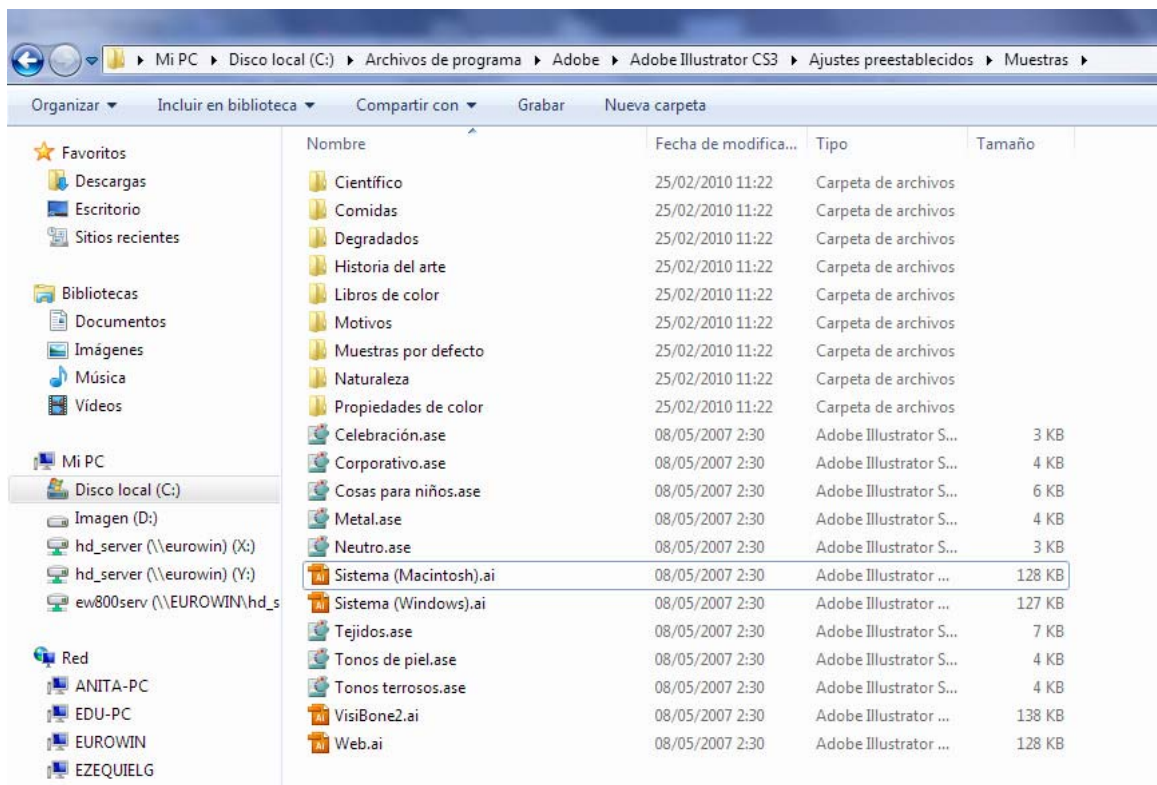 Mi PC Disco local (C:) Archivos de programa Adobe Adobe Illustrator CS3 Ajustes preestablecidos Muestras
Organizar Incluir en biblioteca Compartir con Grabar Nueva carpeta
Favoritos
Descargas
Escritorio
Sitios recientes
Bibliotecas
Documentos
Imágenes
Música
Vídeos
Mi PC
Disco local (C:)
Imagen (D:)
hd_server (\\eurowin) (X:)
hd_server (\\eurowin) (Y:)
ew800serv (\\EUROWIN\hd_s
Red
ANITA-PC
EDU-PC
EUROWIN
EZEQUIELG
Nombre Fecha de modifica... Tipo Tamaño
Científico 25/02/2010 11:22 Carpeta de archivos
Comidas 25/02/2010 11:22 Carpeta de archivos
Degradados 25/02/2010 11:22 Carpeta de archivos
Historia del arte 25/02/2010 11:22 Carpeta de archivos
Libros de color 25/02/2010 11:22 Carpeta de archivos
Motivos 25/02/2010 11:22 Carpeta de archivos
Muestras por defecto 25/02/2010 11:22 Carpeta de archivos
Naturaleza 25/02/2010 11:22 Carpeta de archivos
Propiedades de color 25/02/2010 11:22 Carpeta de archivos
Celebración.ase 08/05/2007 2:30 Adobe Illustrator S... 3 KB
Corporativo.ase 08/05/2007 2:30 Adobe Illustrator S... 4 KB
Cosas para niños.ase 08/05/2007 2:30 Adobe Illustrator S... 6 KB
Metal.ase 08/05/2007 2:30 Adobe Illustrator S... 4 KB
Neutro.ase 08/05/2007 2:30 Adobe Illustrator S... 3 KB
Sistema (Macintosh).ai 08/05/2007 2:30 Adobe Illustrator ... 128 KB
Sistema (Windows).ai 08/05/2007 2:30 Adobe Illustrator ... 127 KB
Tejidos.ase 08/05/2007 2:30 Adobe Illustrator S... 7 KB
Tonos de piel.ase 08/05/2007 2:30 Adobe Illustrator S... 4 KB
Tonos terrosos.ase 08/05/2007 2:30 Adobe Illustrator S... 4 KB
VisiBone2.ai 08/05/2007 2:30 Adobe Illustrator ... 138 KB
Web.ai 08/05/2007 2:30 Adobe Illustrator ... 128 KB